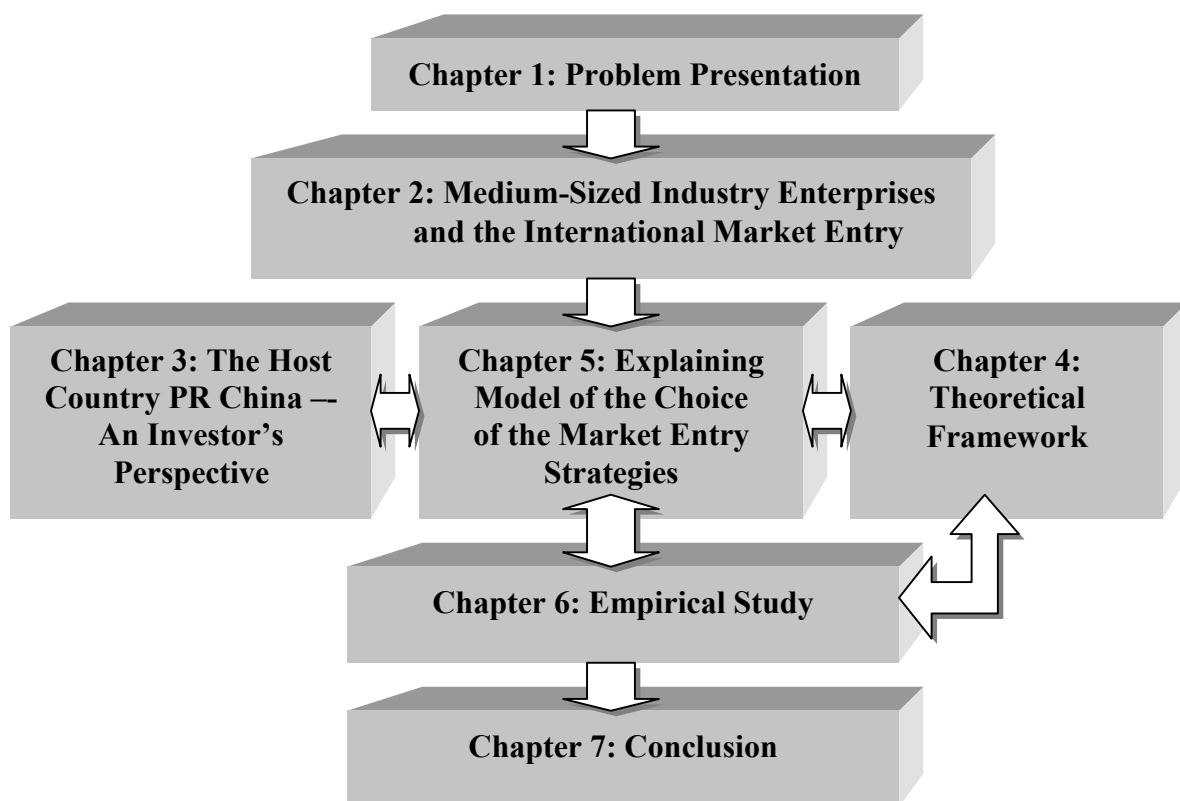 Chapter 1: Problem Presentation
Chapter 2: Medium-Sized Industry Enterprises
and the International Market Entry
Chapter 3: The Host
Country PR China –-
An Investor’s
Perspective
Chapter 5: Explaining
Model of the Choice
of the Market Entry
Strategies
Chapter 4:
Theoretical
Framework
Chapter 6: Empirical Study
Chapter 7: Conclusion